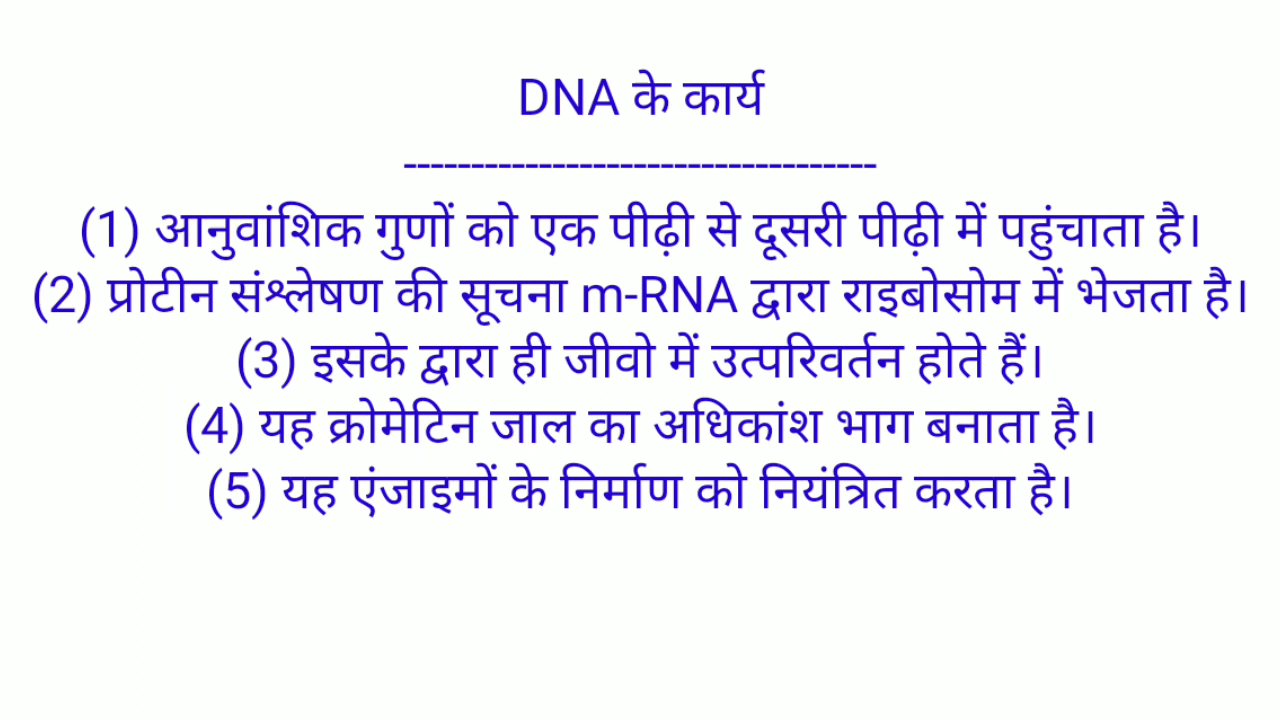 DNA के कार्य
-----------------------------------
(1) आनुवांशिक गुणों को एक पीढ़ी से दूसरी पीढ़ी में पहुंचाता है।
(2) प्रोटीन संश्लेषण की सूचना m-RNA द्वारा राइबोसोम में भेजता है।
(3) इसके द्वारा ही जीवो में उत्परिवर्तन होते हैं।
(4) यह क्रोमेटिन जाल का अधिकांश भाग बनाता है।
(5) यह एंजाइमों के निर्माण को नियंत्रित करता है।